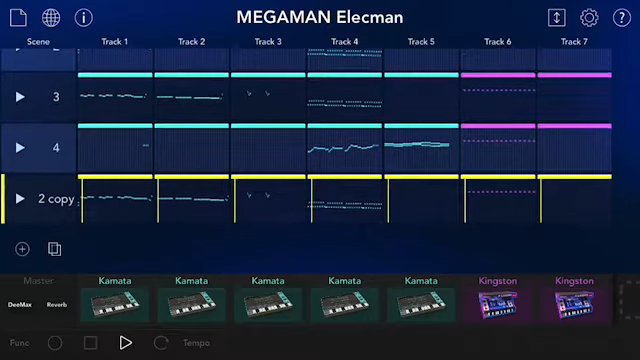 MEGAMAN Elecman
Scene Track 1 Track 2 Track 3 Track 4 Track 5 Track 6 Track 7
3
4
2 copy
Master Kamata Kamata Kamata Kamata Kamata Kingston Kingston
DeeMax Reverb
Func Tempo